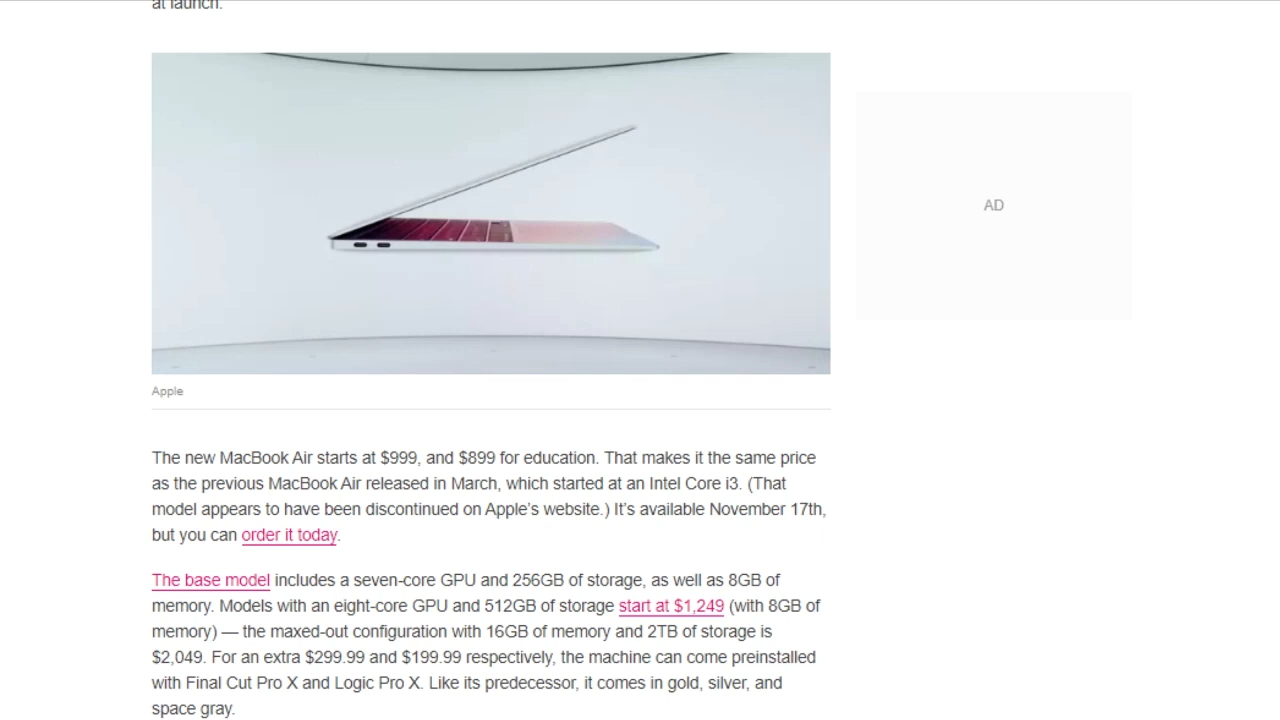 at launch.
AD
Apple
The new MacBook Air starts at $999, and $899 for education. That makes it the same price
as the previous MacBook Air released in March, which started at an Intel Core i3. (That
model appears to have been discontinued on Apple's website.) It's available November 17th,
but you can order it today.
The base model includes a seven-core GPU and 256GB of storage, as well as 8GB of
memory. Models with an eight-core GPU and 512GB of storage start at $1,249 (with 8GB of
memory) — the maxed-out configuration with 16GB of memory and 2TB of storage is
$2,049. For an extra $299.99 and $199.99 respectively, the machine can come preinstalled
with Final Cut Pro X and Logic Pro X. Like its predecessor, it comes in gold, silver, and
space gray.